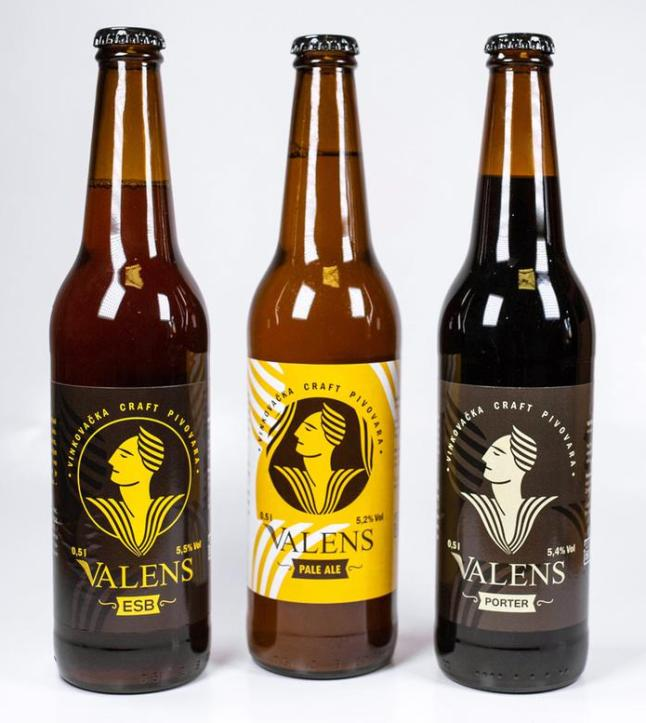 • VINKOVAČKA CRAFT PIVOVARA •
0,5 l
5,5% Vol
VALENS
ESB
• VINKOVAČKA CRAFT PIVOVARA •
0,5 l
5,2% Vol
VALENS
PALE ALE
• VINKOVAČKA CRAFT PIVOVARA •
0,5 l
5,4% Vol
VALENS
PORTER